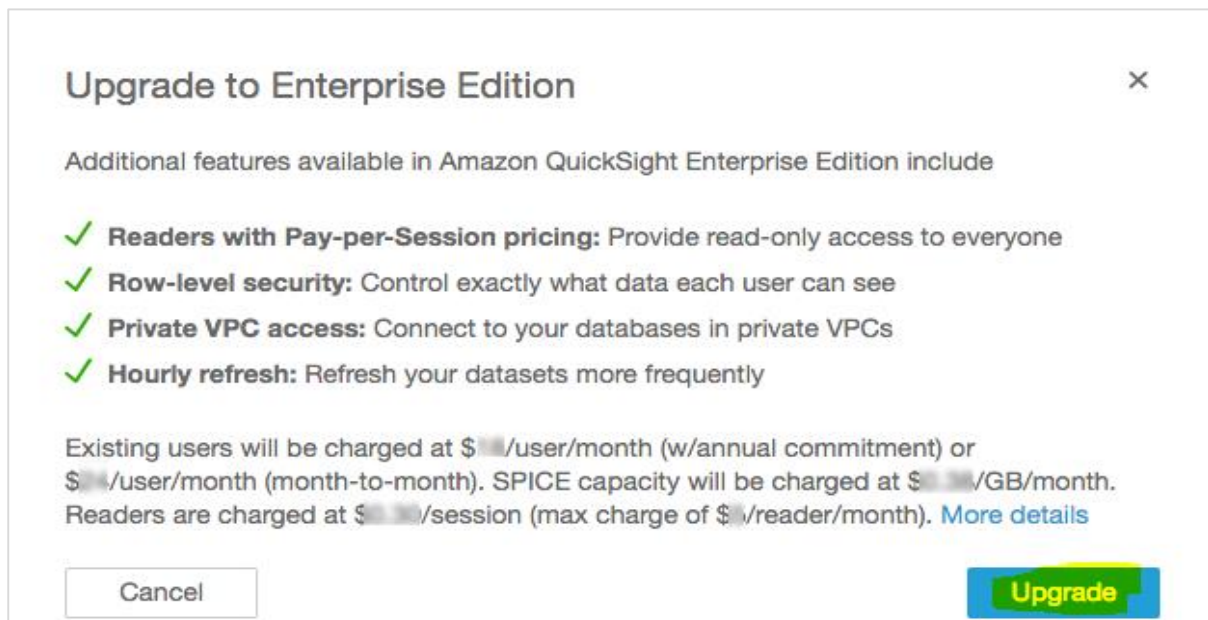 Upgrade to Enterprise Edition
Additional features available in Amazon QuickSight Enterprise Edition include
Readers with Pay-per-Session pricing: Provide read-only access to everyone
Row-level security: Control exactly what data each user can see
Private VPC access: Connect to your databases in private VPCs
Hourly refresh: Refresh your datasets more frequently
Existing users will be charged at $ /user/month (w/annual commitment) or
$ /user/month (month-to-month). SPICE capacity will be charged at $ /GB/month.
Readers are charged at $ /session (max charge of $ /reader/month). More details
Cancel
Upgrade